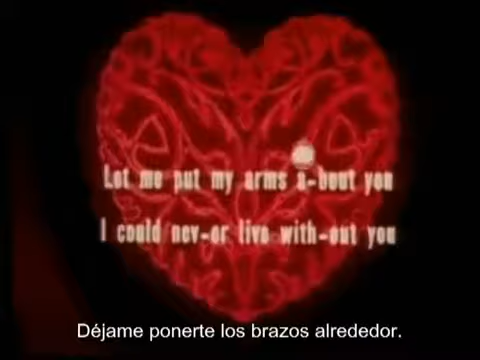 Let me put my arms a-bout you
I could nev-er live with-out you
Déjame ponerte los brazos alrededor.